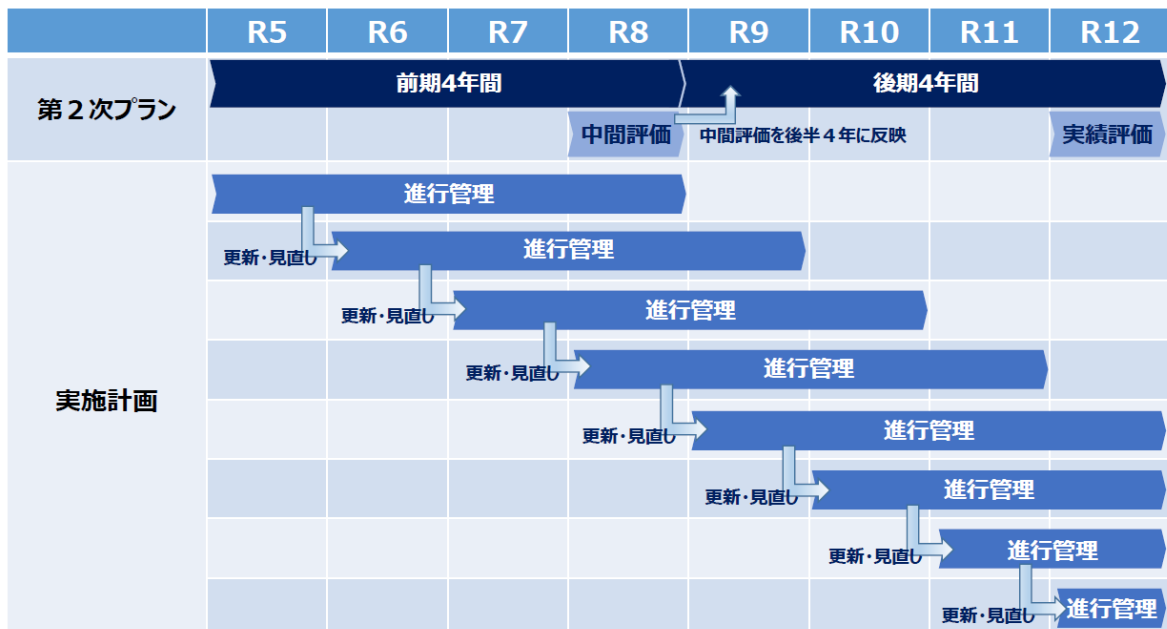 R5 R6 R7 R8 R9 R10 R11 R12
第２次プラン
前期4年間
後期4年間
中間評価
中間評価を後半４年に反映
実績評価
実施計画
進行管理
更新・見直し
進行管理
更新・見直し
進行管理
更新・見直し
進行管理
更新・見直し
進行管理
更新・見直し
進行管理
更新・見直し
進行管理
更新・見直し
進行管理